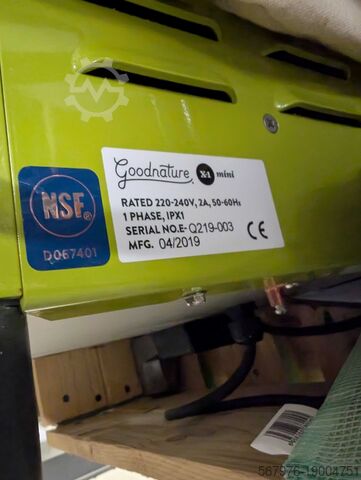 Goodnature X-1 mini
RATED 220-240V, 2A, 50-60Hs
1 PHASE, IPX1
SERIAL NO.E- Q219-003
MFG. 04/2019
CE
NSF®
D067401
567976-19004751